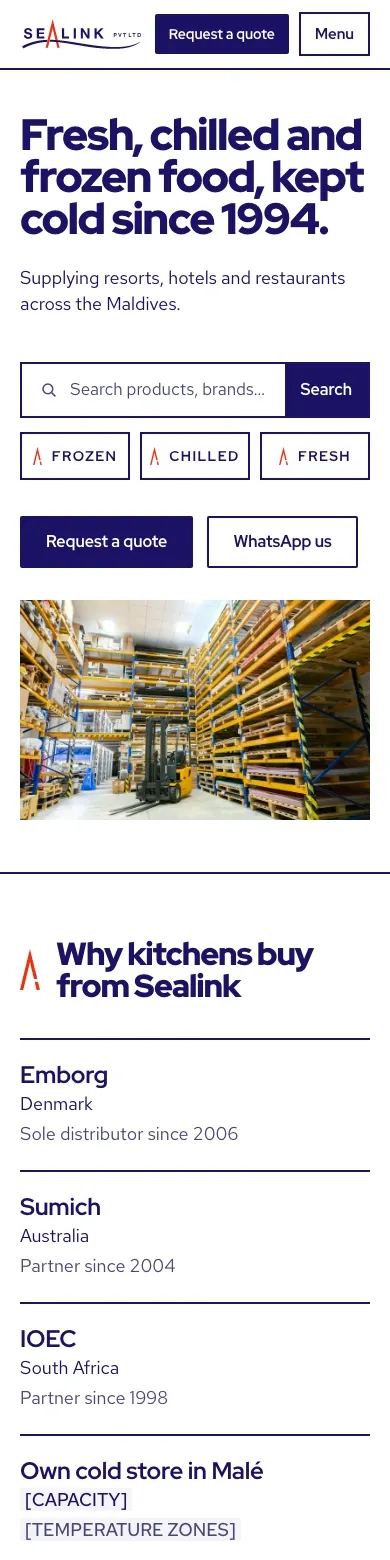 SEALINK PVT LTD
Request a quote
Menu
Fresh, chilled and
frozen food, kept
cold since 1994.
Supplying resorts, hotels and restaurants
across the Maldives.
Search products, brands...
Search
FROZEN
CHILLED
FRESH
Request a quote
WhatsApp us
Why kitchens buy
from Sealink
Emborg
Denmark
Sole distributor since 2006
Sumich
Australia
Partner since 2004
IOEC
South Africa
Partner since 1998
Own cold store in Malé
[CAPACITY]
[TEMPERATURE ZONES]